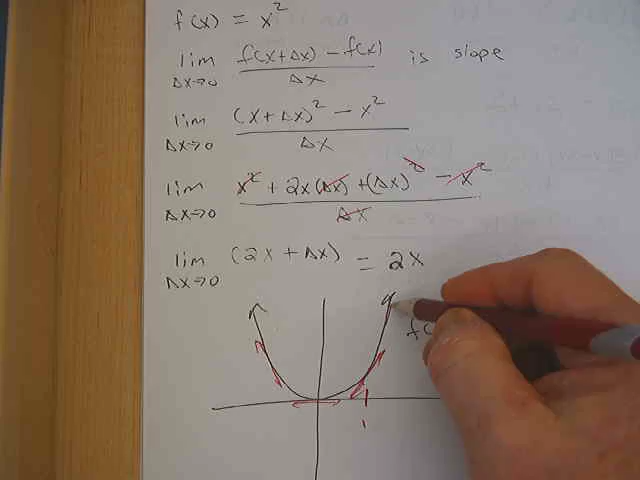 f(x) = x²
lim Δx→0 f(x+Δx) - f(x) / Δx is slope
lim Δx→0 (x+Δx)² - x² / Δx
lim Δx→0 x² + 2x(Δx) + (Δx)² - x² / Δx
lim Δx→0 (2x + Δx) = 2x
f(
1